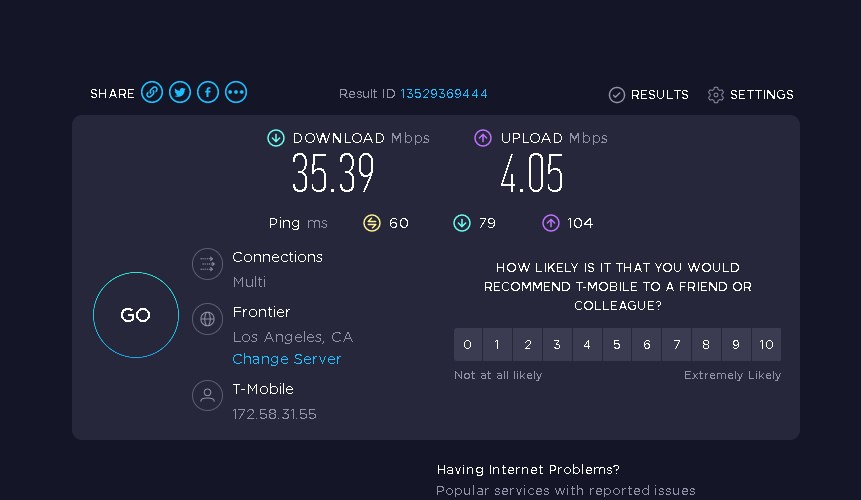 SHARE
Result ID 13529369444
RESULTS
SETTINGS
DOWNLOAD Mbps
35.39
UPLOAD Mbps
4.05
Ping ms 60 79 104
GO
Connections
Multi
Frontier
Los Angeles, CA
Change Server
T-Mobile
172.58.31.55
HOW LIKELY IS IT THAT YOU WOULD
RECOMMEND T-MOBILE TO A FRIEND OR
COLLEAGUE?
0 1 2 3 4 5 6 7 8 9 10
Not at all likely
Extremely Likely
Having Internet Problems?
Popular services with reported issues